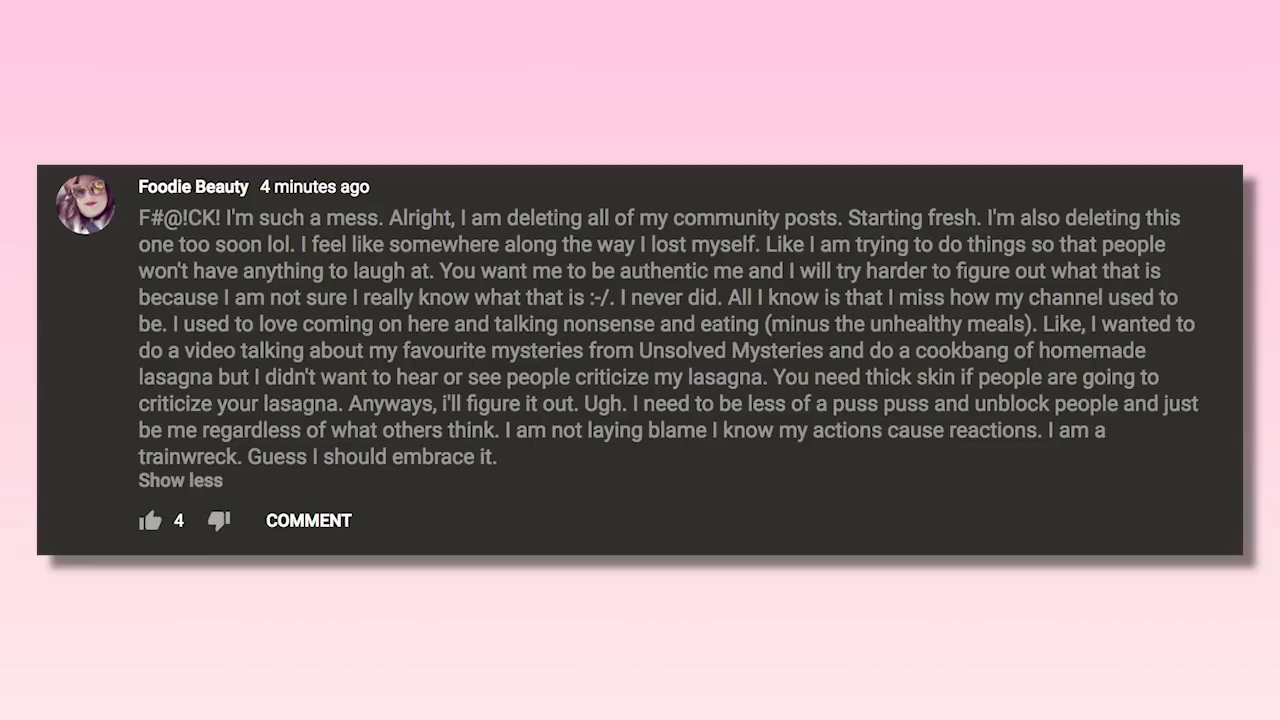 Foodie Beauty 4 minutes ago
F#@!CK! I'm such a mess. Alright, I am deleting all of my community posts. Starting fresh. I'm also deleting this
one too soon lol. I feel like somewhere along the way I lost myself. Like I am trying to do things so that people
won't have anything to laugh at. You want me to be authentic me and I will try harder to figure out what that is
because I am not sure I really know what that is :-/. I never did. All I know is that I miss how my channel used to
be. I used to love coming on here and talking nonsense and eating (minus the unhealthy meals). Like, I wanted to
do a video talking about my favourite mysteries from Unsolved Mysteries and do a cookbang of homemade
lasagna but I didn't want to hear or see people criticize my lasagna. You need thick skin if people are going to
criticize your lasagna. Anyways, i'll figure it out. Ugh. I need to be less of a puss puss and unblock people and just
be me regardless of what others think. I am not laying blame I know my actions cause reactions. I am a
trainwreck. Guess I should embrace it.
Show less
4 COMMENT